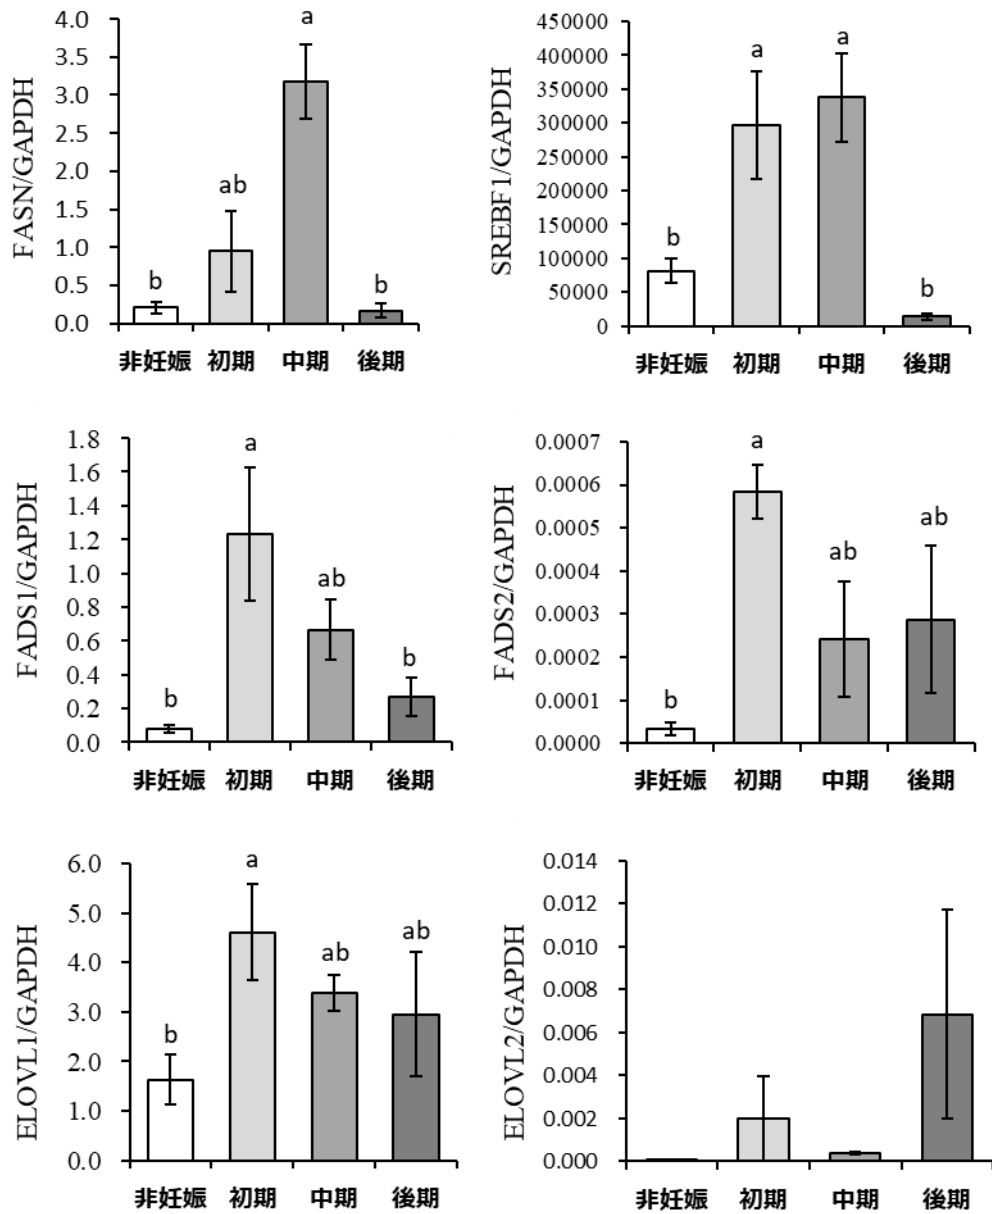 FASN/GAPDH
4.0
3.5
3.0
2.5
2.0
1.5
1.0
0.5
0.0
b
ab
a
b
非妊娠 初期 中期 後期
SREBF1/GAPDH
450000
400000
350000
300000
250000
200000
150000
100000
50000
0
b
a
a
b
非妊娠 初期 中期 後期
FADS1/GAPDH
1.8
1.6
1.4
1.2
1.0
0.8
0.6
0.4
0.2
0.0
b
a
ab
b
非妊娠 初期 中期 後期
FADS2/GAPDH
0.0007
0.0006
0.0005
0.0004
0.0003
0.0002
0.0001
0.0000
b
a
ab
ab
非妊娠 初期 中期 後期
ELOVL1/GAPDH
6.0
5.0
4.0
3.0
2.0
1.0
0.0
b
a
ab
ab
非妊娠 初期 中期 後期
ELOVL2/GAPDH
0.014
0.012
0.010
0.008
0.006
0.004
0.002
0.000
非妊娠 初期 中期 後期